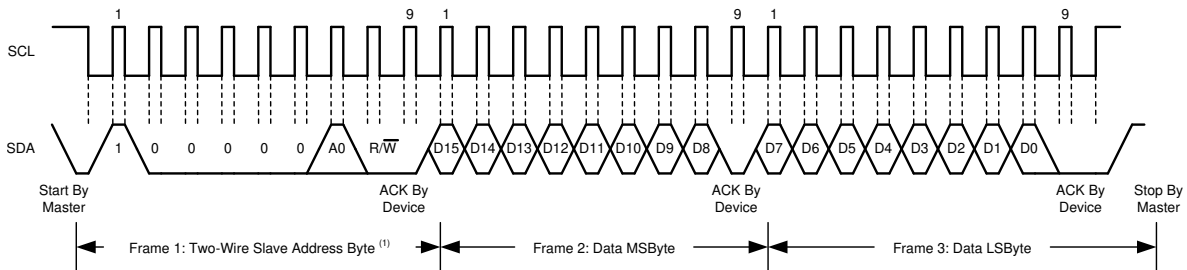 1 9 1 9 1 9
SCL
SDA 1 0 0 0 0 0 A0 R/W̅ D15 D14 D13 D12 D11 D10 D9 D8 D7 D6 D5 D4 D3 D2 D1 D0
Start By ACK By ACK By ACK By Stop By
Master Device Device Device Master
Frame 1: Two-Wire Slave Address Byte (1) Frame 2: Data MSByte Frame 3: Data LSByte